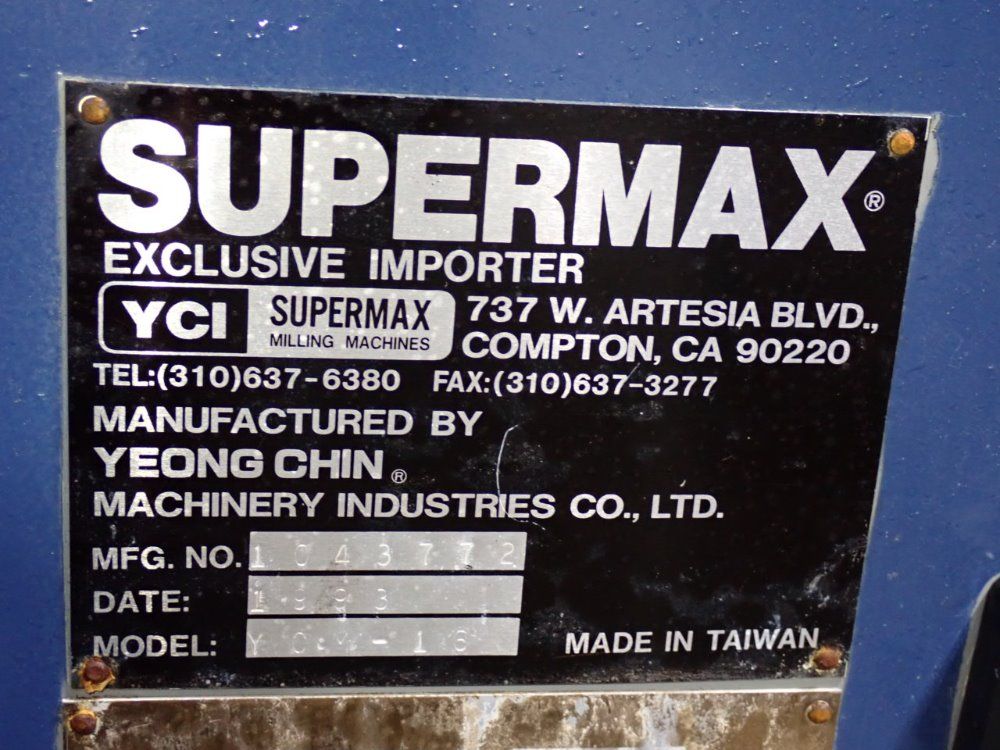 SUPERMAX®
EXCLUSIVE IMPORTER
YCI SUPERMAX MILLING MACHINES
737 W. ARTESIA BLVD.,
COMPTON, CA 90220
TEL:(310)637-6380 FAX:(310)637-3277
MANUFACTURED BY
YEONG CHIN®
MACHINERY INDUSTRIES CO., LTD.
MFG. NO. 1043772
DATE: 1993
MODEL:
MADE IN TAIWAN